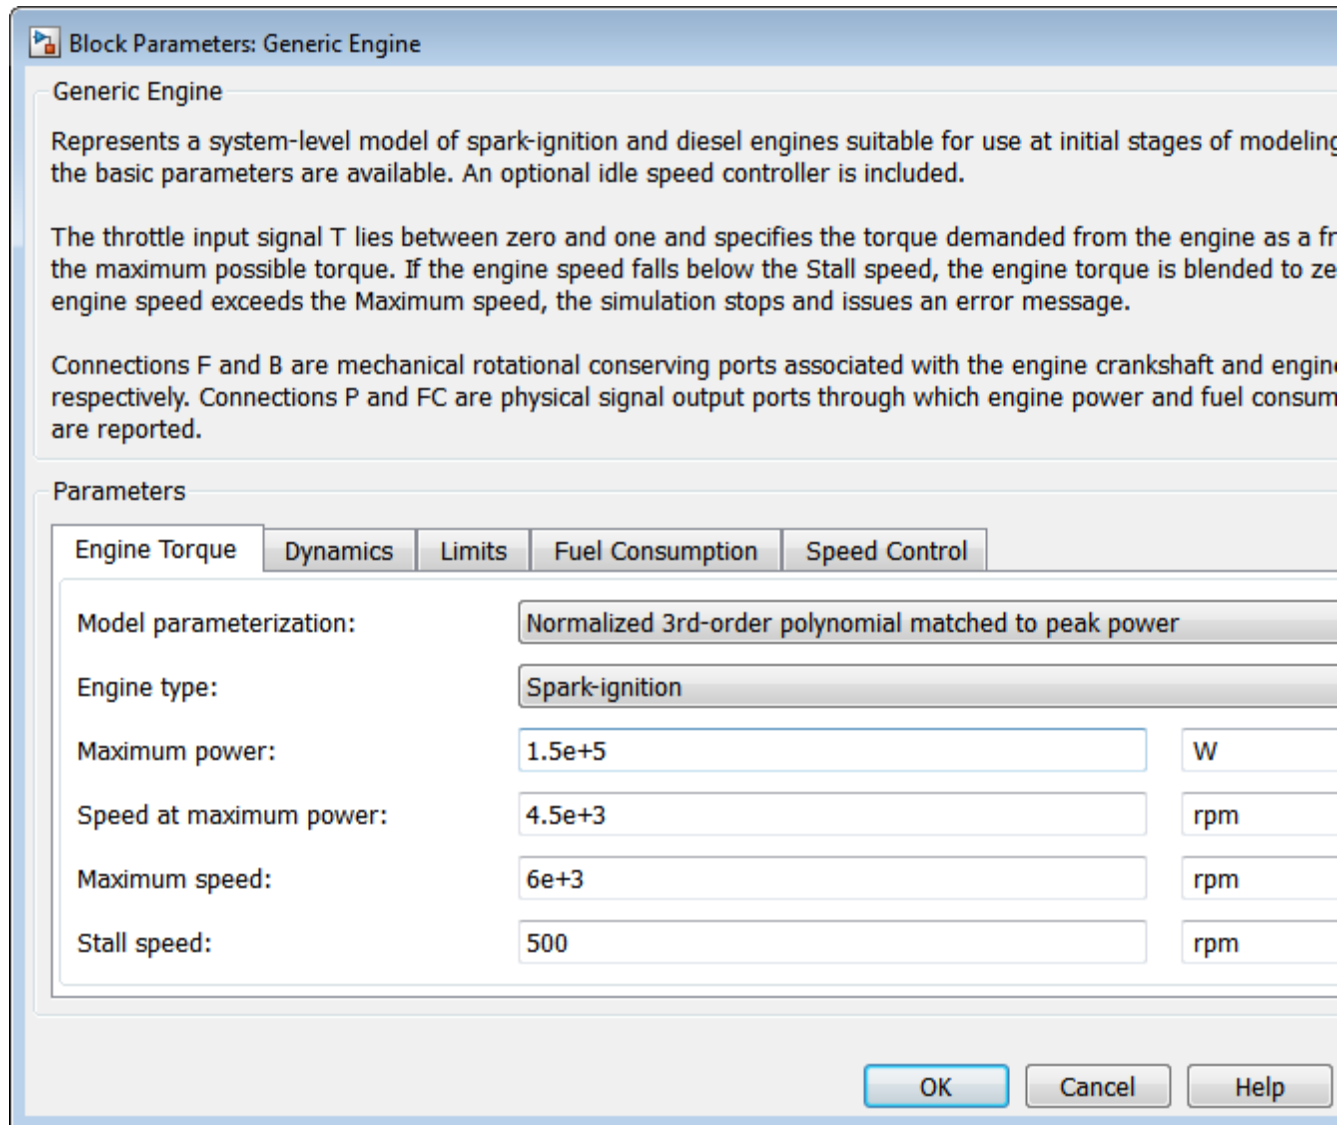 Block Parameters: Generic Engine
Generic Engine
Represents a system-level model of spark-ignition and diesel engines suitable for use at initial stages of modeling
the basic parameters are available. An optional idle speed controller is included.
The throttle input signal T lies between zero and one and specifies the torque demanded from the engine as a fr
the maximum possible torque. If the engine speed falls below the Stall speed, the engine torque is blended to ze
engine speed exceeds the Maximum speed, the simulation stops and issues an error message.
Connections F and B are mechanical rotational conserving ports associated with the engine crankshaft and engine
respectively. Connections P and FC are physical signal output ports through which engine power and fuel consum
are reported.
Parameters
Engine Torque Dynamics Limits Fuel Consumption Speed Control
Model parameterization: Normalized 3rd-order polynomial matched to peak power
Engine type: Spark-ignition
Maximum power: 1.5e+5 W
Speed at maximum power: 4.5e+3 rpm
Maximum speed: 6e+3 rpm
Stall speed: 500 rpm
OK Cancel Help